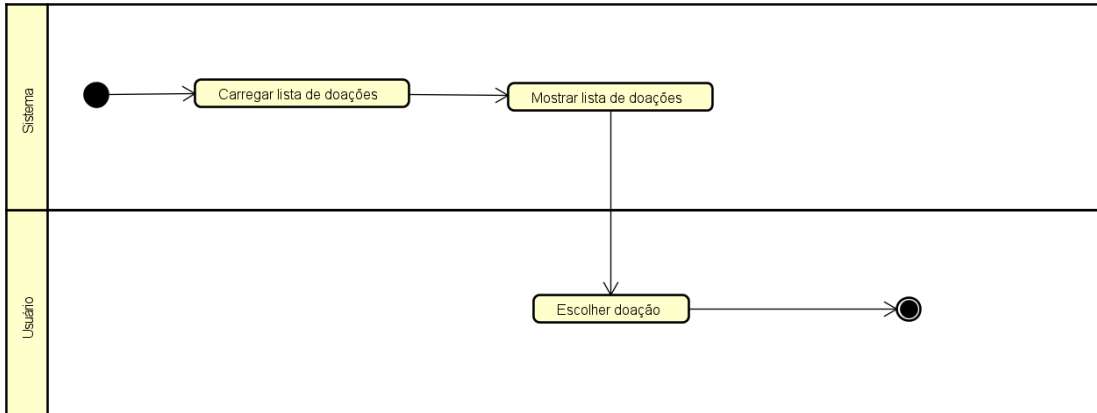 Sistema
Carregar lista de doações
Mostrar lista de doações
Usuário
Escolher doação